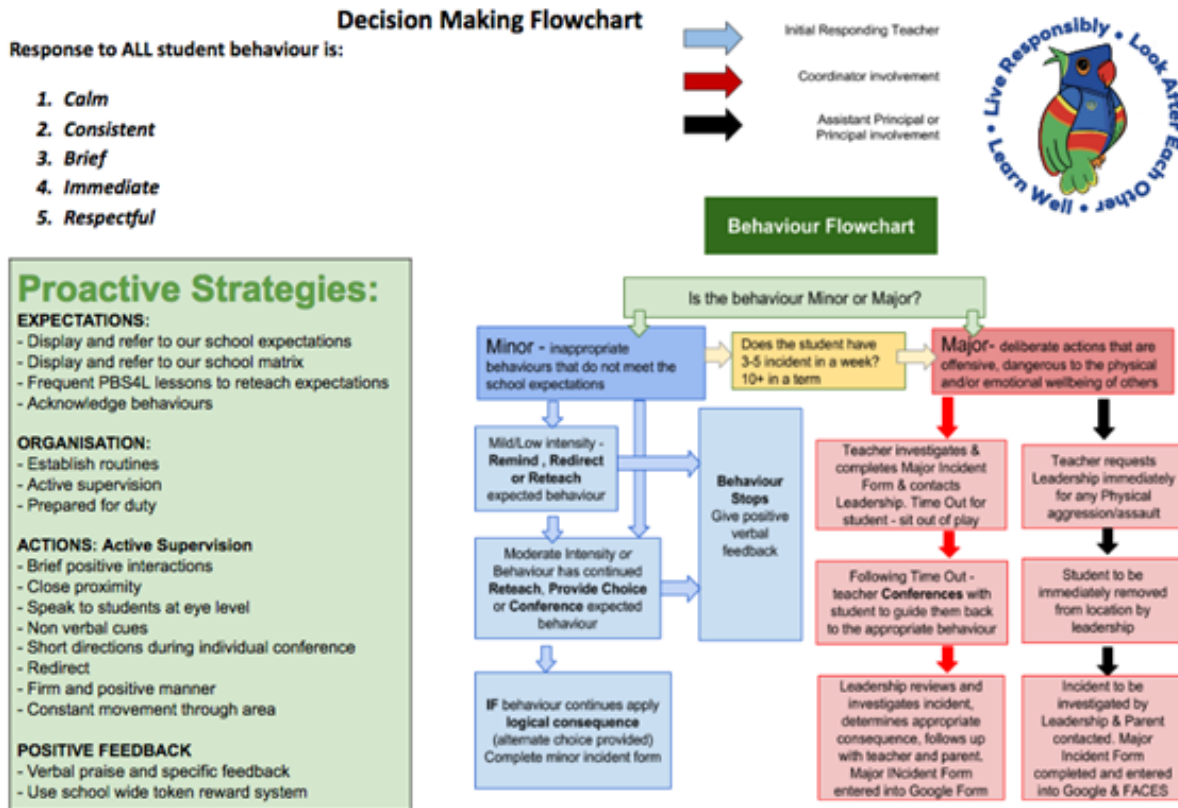 Decision Making Flowchart
Response to ALL student behaviour is:
1. Calm
2. Consistent
3. Brief
4. Immediate
5. Respectful
Initial Responding Teacher
Coordinator involvement
Assistant Principal or
Principal involvement
• Live Responsibly • Look After Each Other • Learn Well
Proactive Strategies:
EXPECTATIONS:
- Display and refer to our school expectations
- Display and refer to our school matrix
- Frequent PBS4L lessons to reteach expectations
- Acknowledge behaviours
ORGANISATION:
- Establish routines
- Active supervision
- Prepared for duty
ACTIONS: Active Supervision
- Brief positive interactions
- Close proximity
- Speak to students at eye level
- Non verbal cues
- Short directions during individual conference
- Redirect
- Firm and positive manner
- Constant movement through area
POSITIVE FEEDBACK
- Verbal praise and specific feedback
- Use school wide token reward system
Behaviour Flowchart
Is the behaviour Minor or Major?
Minor - inappropriate
behaviours that do not meet the
school expectations
Does the student have
3-5 incident in a week?
10+ in a term
Major- deliberate actions that are
offensive, dangerous to the physical
and/or emotional wellbeing of others
Mild/Low intensity -
Remind , Redirect
or Reteach
expected behaviour
Behaviour
Stops
Give positive
verbal
feedback
Moderate Intensity or
Behaviour has continued
Reteach, Provide Choice
or Conference expected
behaviour
IF behaviour continues apply
logical consequence
(alternate choice provided)
Complete minor incident form
Teacher investigates &
completes Major Incident
Form & contacts
Leadership. Time Out for
student - sit out of play
Following Time Out -
teacher Conferences with
student to guide them back
to the appropriate behaviour
Leadership reviews and
investigates incident,
determines appropriate
consequence, follows up
with teacher and parent,
Major INcident Form
entered into Google Form
Teacher requests
Leadership immediately
for any Physical
aggression/assault
Student to be
immediately removed
from location by
leadership
Incident to be
investigated by
Leadership & Parent
contacted. Major
Incident Form
completed and entered
into Google & FACES